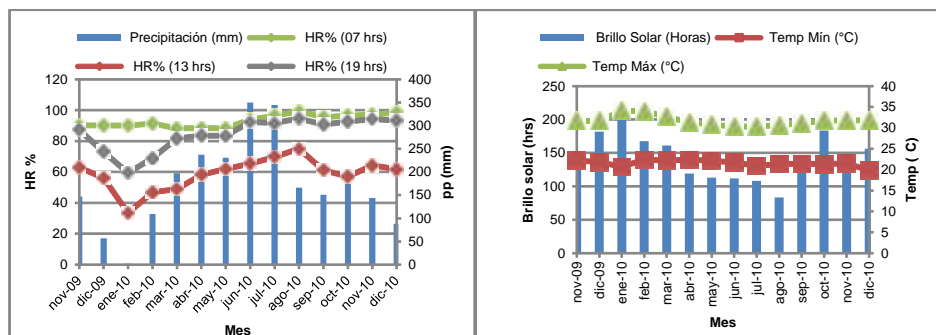 Precipitación (mm) HR% (07 hrs)
HR% (13 hrs) HR% (19 hrs)
120 400
100 350
80 300
60 250
40 200
20 150
0 100
50
0
HR %
pp (mm)
nov-09 dic-09 ene-10 feb-10 mar-10 abr-10 may-10 jun-10 jul-10 ago-10 sep-10 oct-10 nov-10 dic-10
Mes
Brillo Solar (Horas) Temp Mín (°C)
Temp Máx (°C)
250 40
200 35
150 30
100 25
50 20
0 15
10
5
0
Brillo solar (hrs)
Temp ( C)
nov-09 dic-09 ene-10 feb-10 mar-10 abr-10 may-10 jun-10 jul-10 ago-10 sep-10 oct-10 nov-10 dic-10
Mes